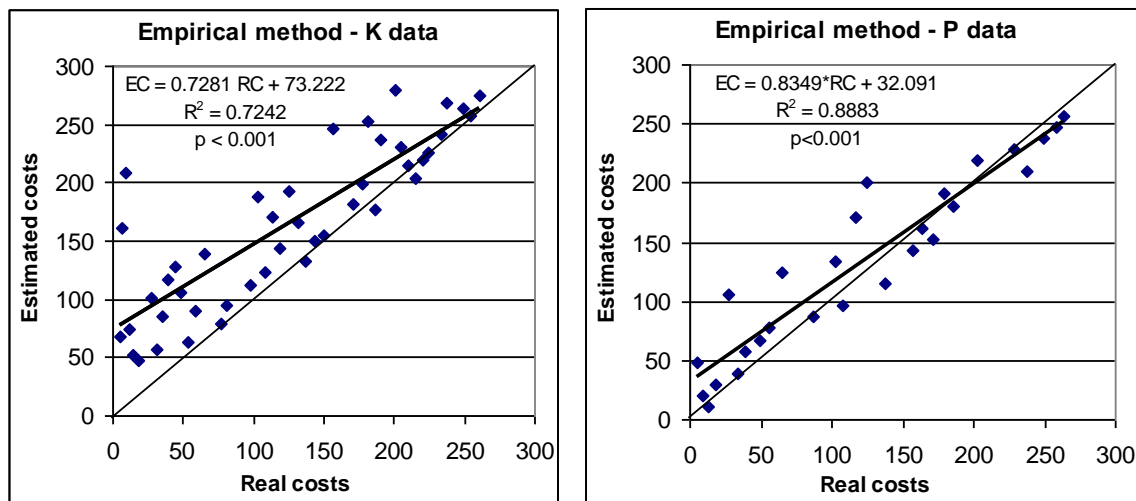 Empirical method - K data
EC = 0.7281 RC + 73.222
R² = 0.7242
p < 0.001
300
250
200
150
100
50
0
Estimated costs
0 50 100 150 200 250 300
Real costs
Empirical method - P data
EC = 0.8349*RC + 32.091
R² = 0.8883
p<0.001
300
250
200
150
100
50
0
Estimated costs
0 50 100 150 200 250 300
Real costs